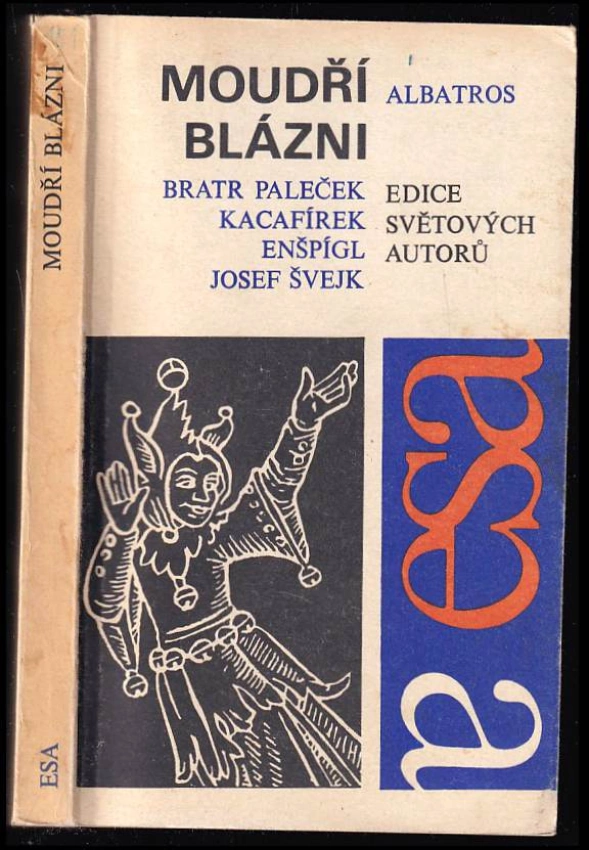 MOUDŘÍ BLÁZNI
ESA
MOUDŘÍ
BLÁZNI
BRATR PALEČEK
KACAFÍREK
ENŠPÍGL
JOSEF ŠVEJK
ALBATROS
EDICE
SVĚTOVÝCH
AUTORŮ
esa
a